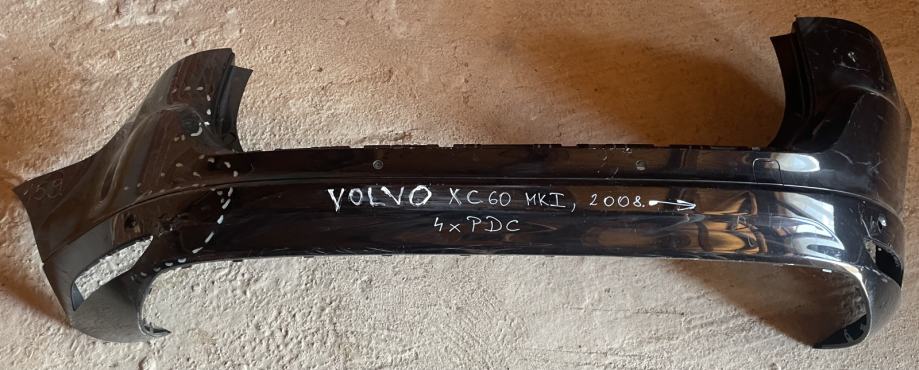 VOLVO XC60 MKI, 2008. →
4xPDC